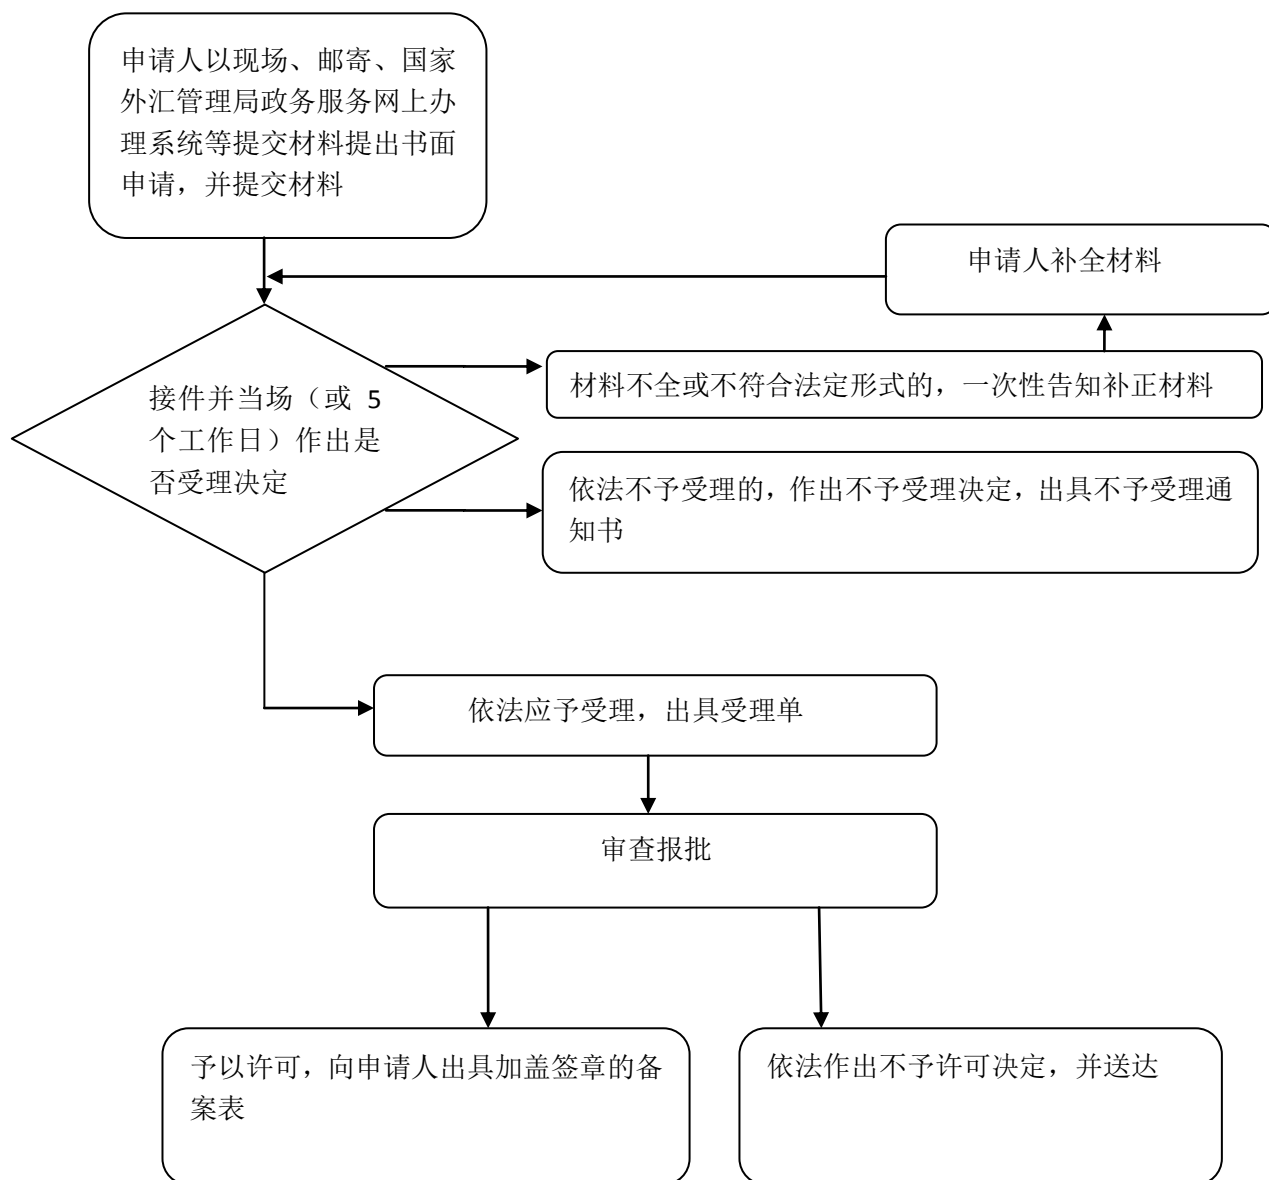 申请人以现场、邮寄、国家
外汇管理局政务服务网上办
理系统等提交材料提出书面
申请，并提交材料
申请人补全材料
材料不全或不符合法定形式的，一次性告知补正材料
接件并当场（或 5
个工作日）作出是
否受理决定
依法不予受理的，作出不予受理决定，出具不予受理通
知书
依法应予受理，出具受理单
审查报批
予以许可，向申请人出具加盖签章的备
案表
依法作出不予许可决定，并送达